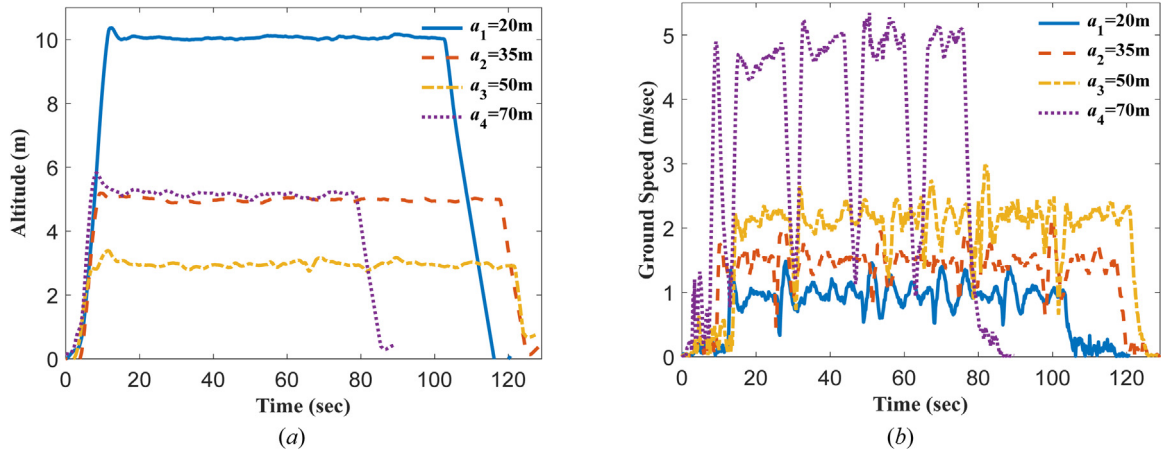 a1=20m
a2=35m
a3=50m
a4=70m
10
8
6
4
2
0
Altitude (m)
0 20 40 60 80 100 120
Time (sec)
(a)
a1=20m
a2=35m
a3=50m
a4=70m
5
4
3
2
1
0
Ground Speed (m/sec)
0 20 40 60 80 100 120
Time (sec)
(b)